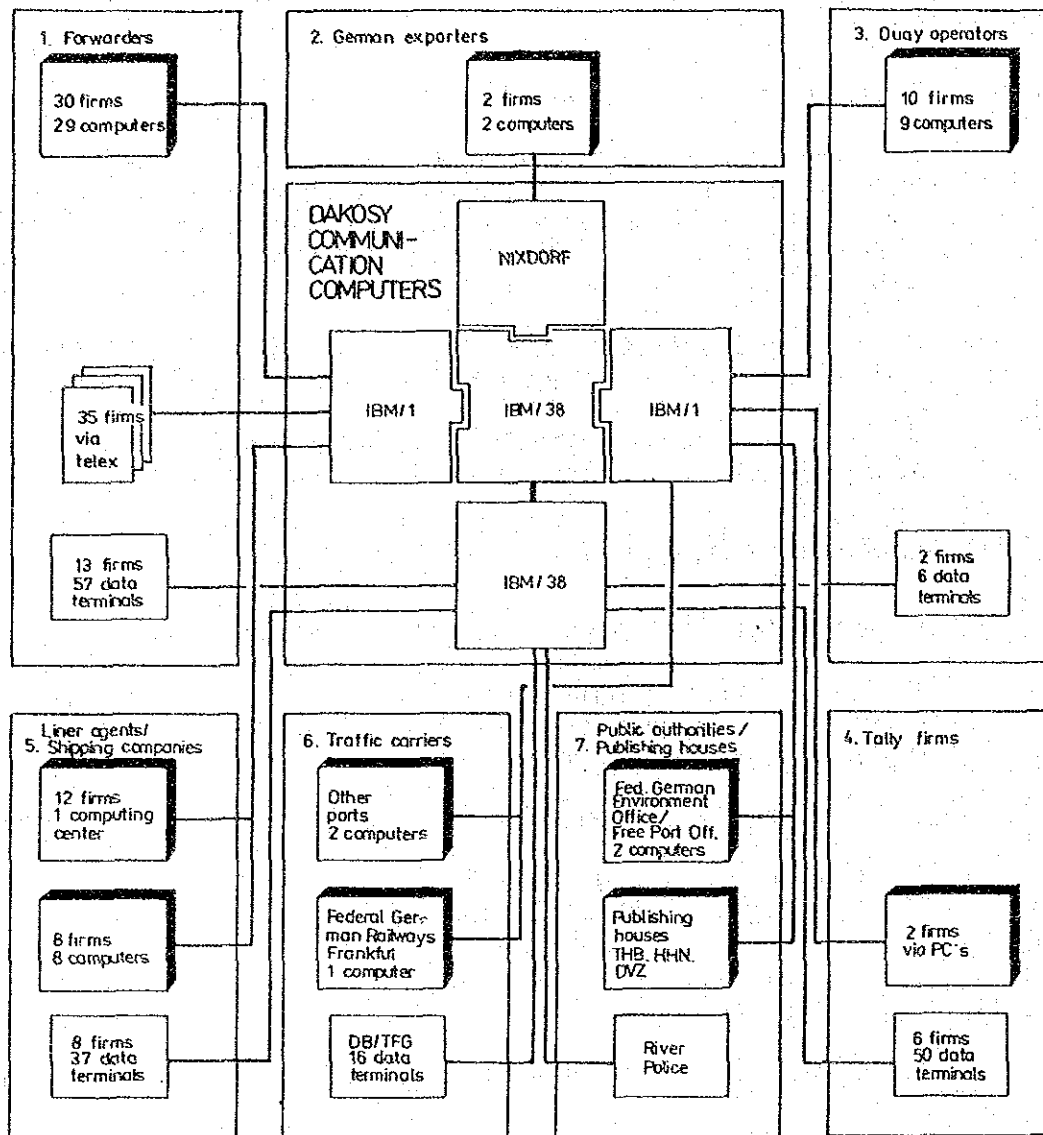 1. Forwarders
30 firms
29 computers
35 firms
via
telex
13 firms
57 data
terminals
2. German exporters
2 firms
2 computers
3. Quay operators
10 firms
9 computers
2 firms
6 data
terminals
DAKOSY
COMMUNI-
CATION
COMPUTERS
NIXDORF
IBM/1
IBM/38
IBM/1
IBM/38
Liner agents/
5. Shipping companies
12 firms
1 computing
center
8 firms
8 computers
8 firms
37 data
terminals
6. Traffic carriers
Other
ports
2 computers
Federal Ger-
man Railways
Frankfurt
1 computer
DB/TFG
16 data
terminals
Public authorities/
7. Publishing houses
Fed. German
Environment
Office/
Free Port Off.
2 computers
Publishing
houses
THB, HHN,
DVZ
River
Police
4. Tally firms
2 firms
via PC's
6 firms
50 data
terminals